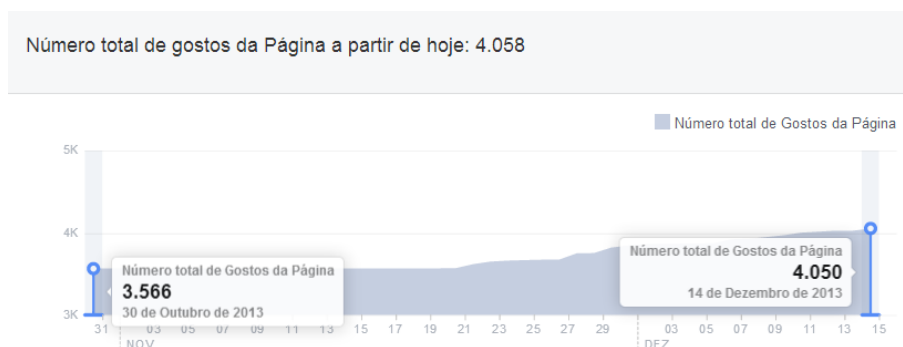 Número total de gostos da Página a partir de hoje: 4.058
Número total de Gostos da Página
5K
4K
3K
Número total de Gostos da Página
3.566
30 de Outubro de 2013
Número total de Gostos da Página
4.050
14 de Dezembro de 2013
31 03 05 07 09 11 13 15 17 19 21 23 25 27 29 03 05 07 09 11 13 15
NOV DEZ